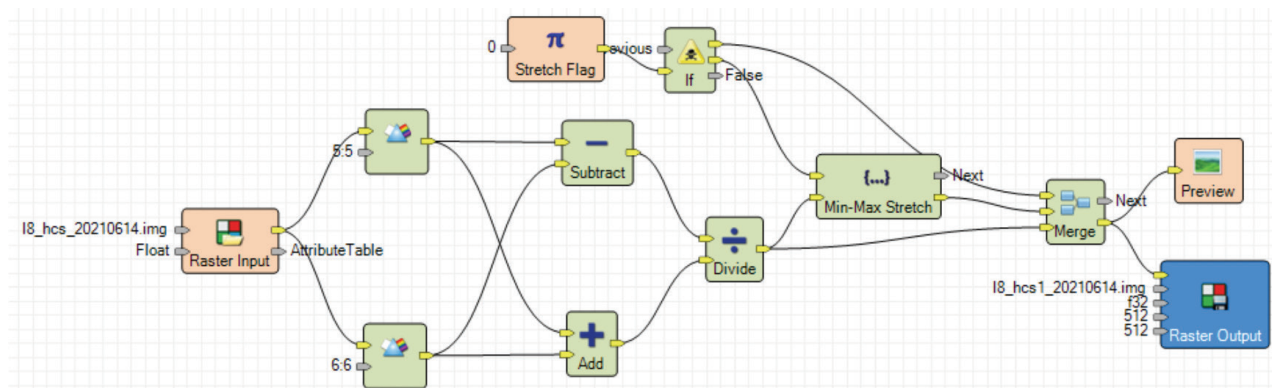 0
π
Stretch Flag
evious
If
False
5:5
Subtract
{...}
Next
Min-Max Stretch
Preview
Next
Merge
l8_hcs_20210614.img
Float
Raster Input
AttributeTable
Divide
l8_hcs1_20210614.img
f32
512
512
Raster Output
6:6
Add